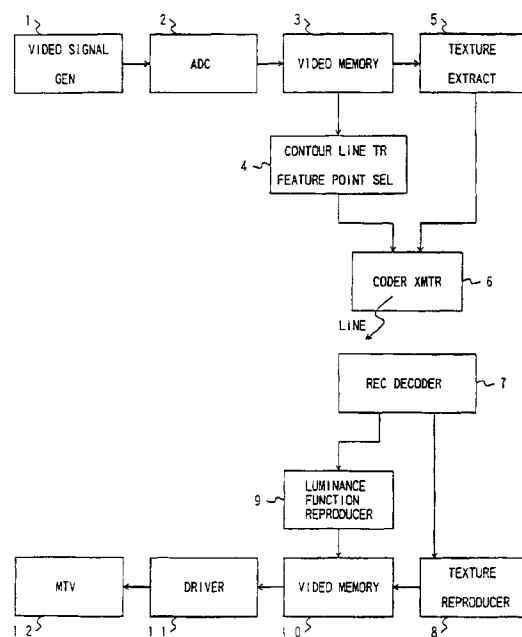 1 2 3 5
VIDEO SIGNAL
GEN
ADC
VIDEO MEMORY
TEXTURE
EXTRACT
4
CONTOUR LINE TR
FEATURE POINT SEL
CODER XMTR
6
LINE
REC DECODER
7
9
LUMINANCE
FUNCTION
REPRODUCER
MTV
DRIVER
VIDEO MEMORY
TEXTURE
REPRODUCER
12 11 10 8